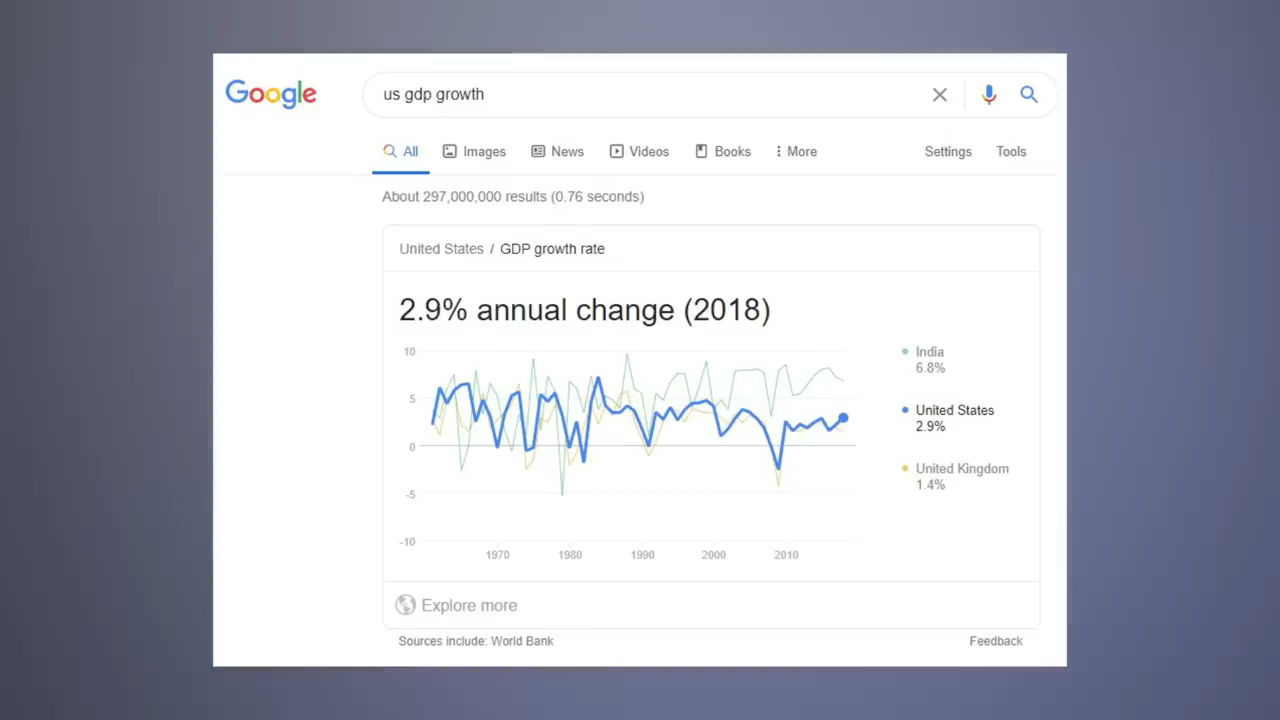 Google
us gdp growth
All Images News Videos Books More Settings Tools
About 297,000,000 results (0.76 seconds)
United States / GDP growth rate
2.9% annual change (2018)
10
5
0
-5
-10
1970 1980 1990 2000 2010
India
6.8%
United States
2.9%
United Kingdom
1.4%
Explore more
Sources include: World Bank Feedback